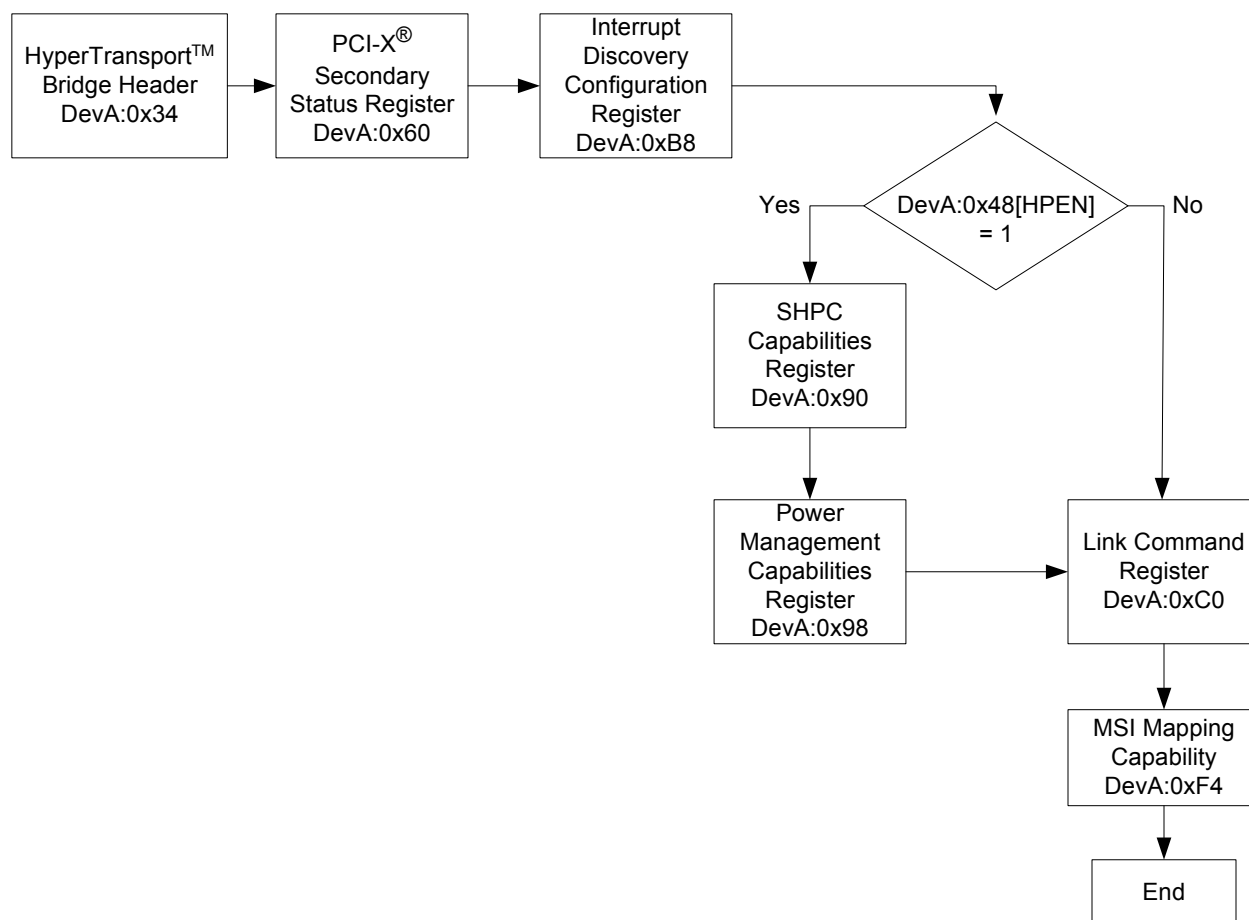 HyperTransport™
Bridge Header
DevA:0x34
PCI-X®
Secondary
Status Register
DevA:0x60
Interrupt
Discovery
Configuration
Register
DevA:0xB8
DevA:0x48[HPEN]
= 1
Yes
No
SHPC
Capabilities
Register
DevA:0x90
Power
Management
Capabilities
Register
DevA:0x98
Link Command
Register
DevA:0xC0
MSI Mapping
Capability
DevA:0xF4
End